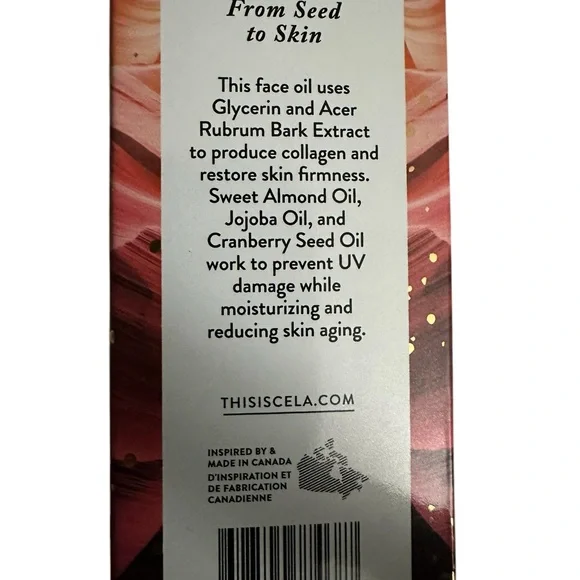 From Seed
to Skin
This face oil uses
Glycerin and Acer
Rubrum Bark Extract
to produce collagen and
restore skin firmness.
Sweet Almond Oil,
Jojoba Oil, and
Cranberry Seed Oil
work to prevent UV
damage while
moisturizing and
reducing skin aging.
THISISCELA.COM
INSPIRED BY &
MADE IN CANADA
D'INSPIRATION ET
DE FABRICATION
CANADIENNE